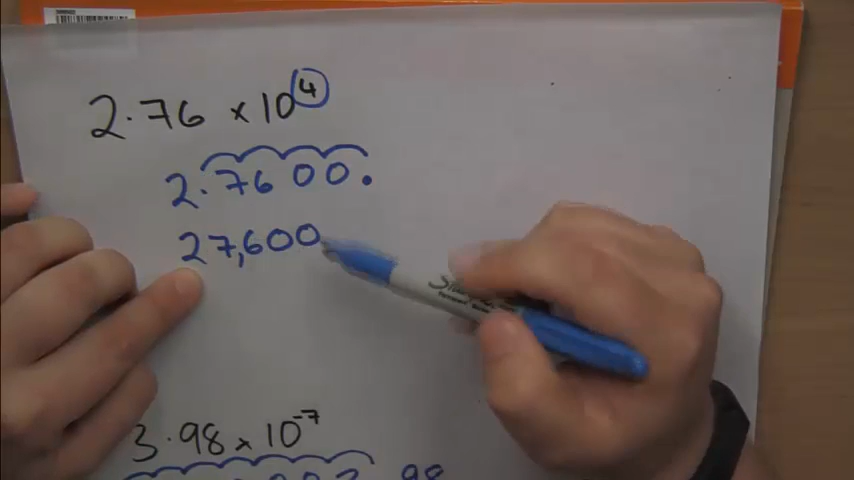 2.76 × 10⁴
2.7600.
27,600
3.98 × 10⁻⁷